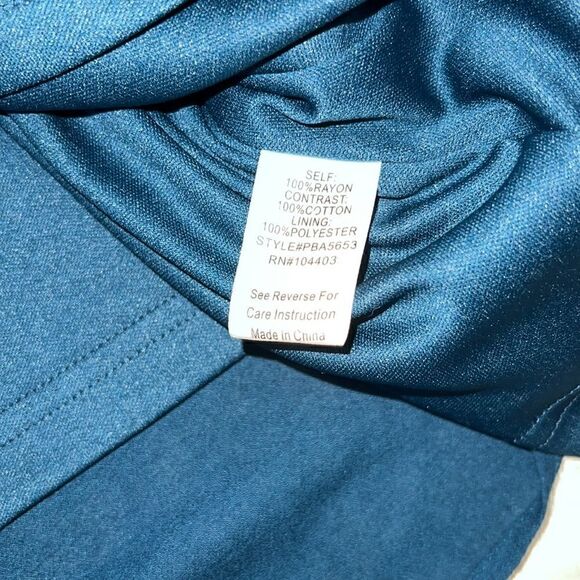 SELF:
100%RAYON
CONTRAST:
100%COTTON
LINING:
100%POLYESTER
STYLE#PBA5653
RN#104403
See Reverse For
Care Instruction
Made in China